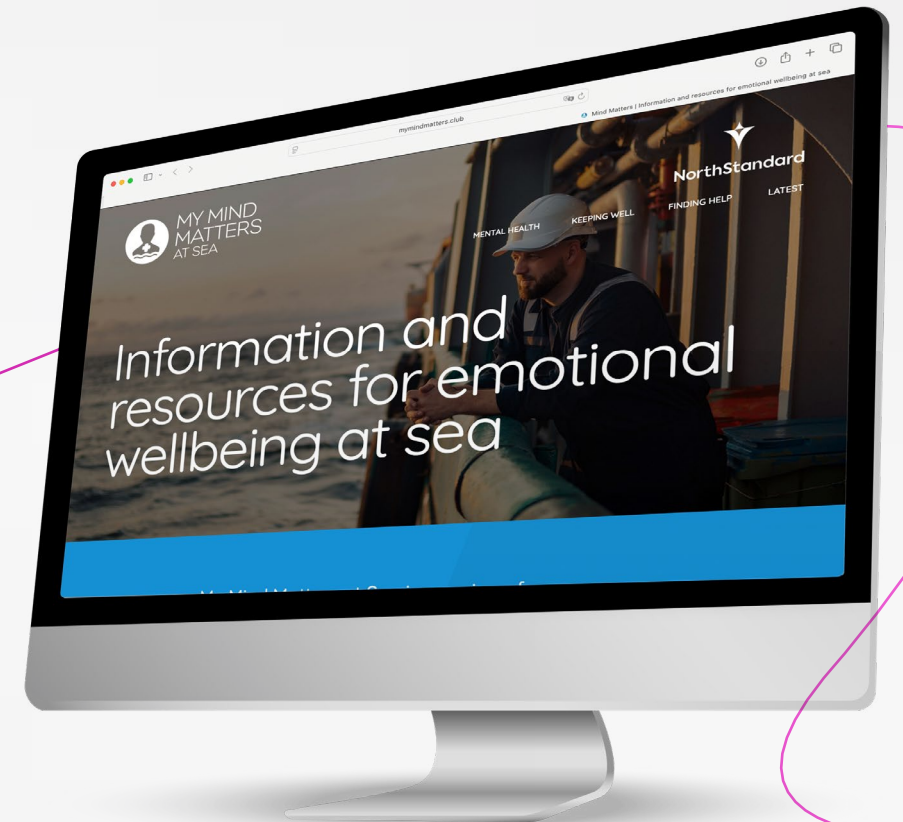 mymindmatters.club
Mind Matters | Information and resources for emotional wellbeing at sea
MY MIND
MATTERS
AT SEA
NorthStandard
MENTAL HEALTH
KEEPING WELL
FINDING HELP
LATEST
Information and
resources for emotional
wellbeing at sea